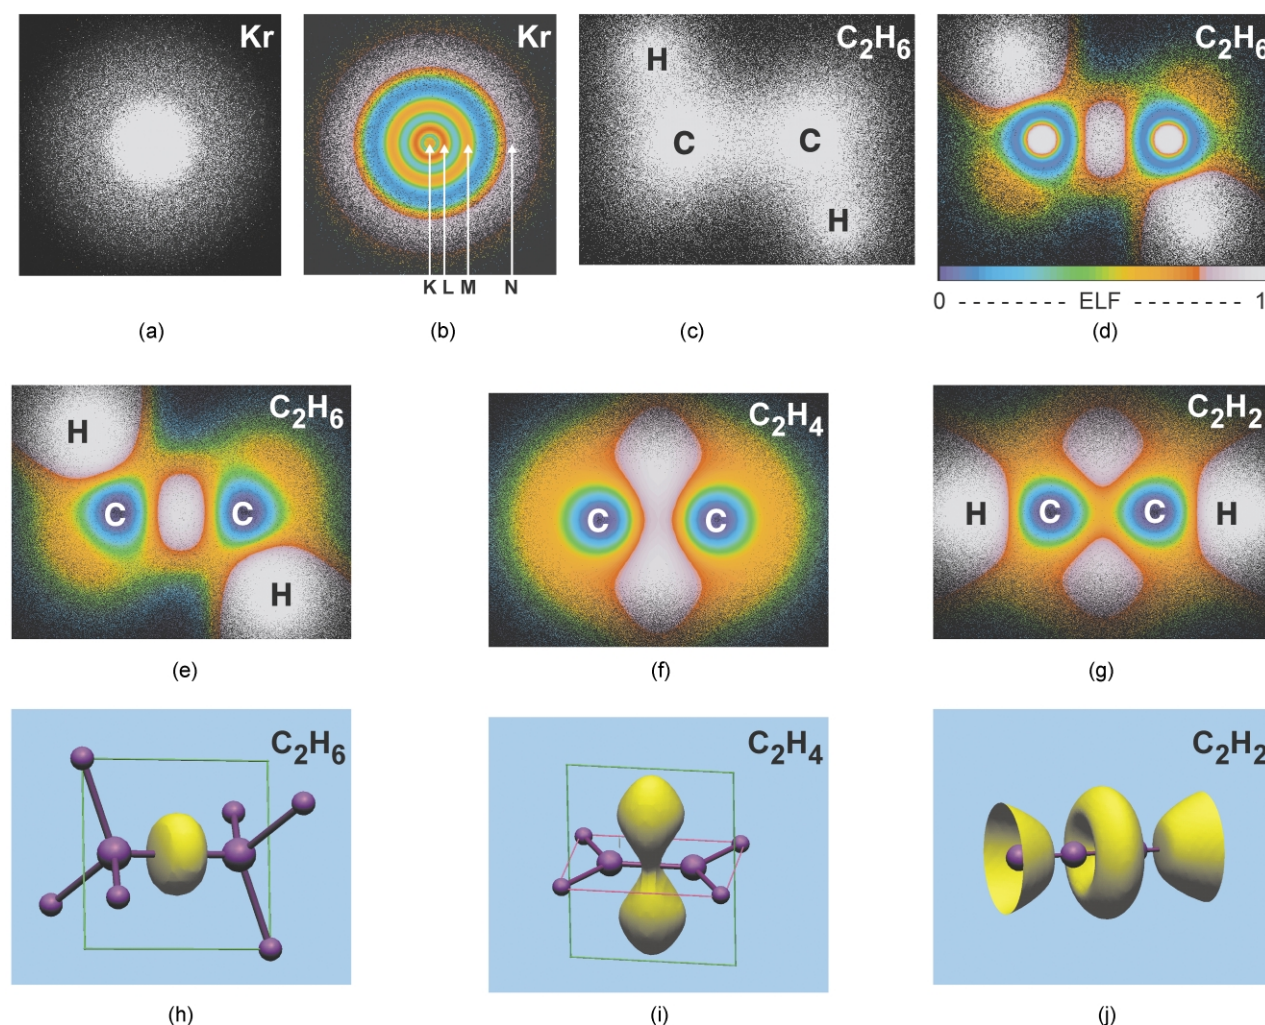 Kr
Kr
C2H6
C2H6
H
C
C
H
K L M N
0 - - - - - - - - - ELF - - - - - - - - 1
(a)
(b)
(c)
(d)
C2H6
H
C
C
H
C2H4
C
C
C2H2
H
C
C
H
(e)
(f)
(g)
C2H6
C2H4
C2H2
(h)
(i)
(j)